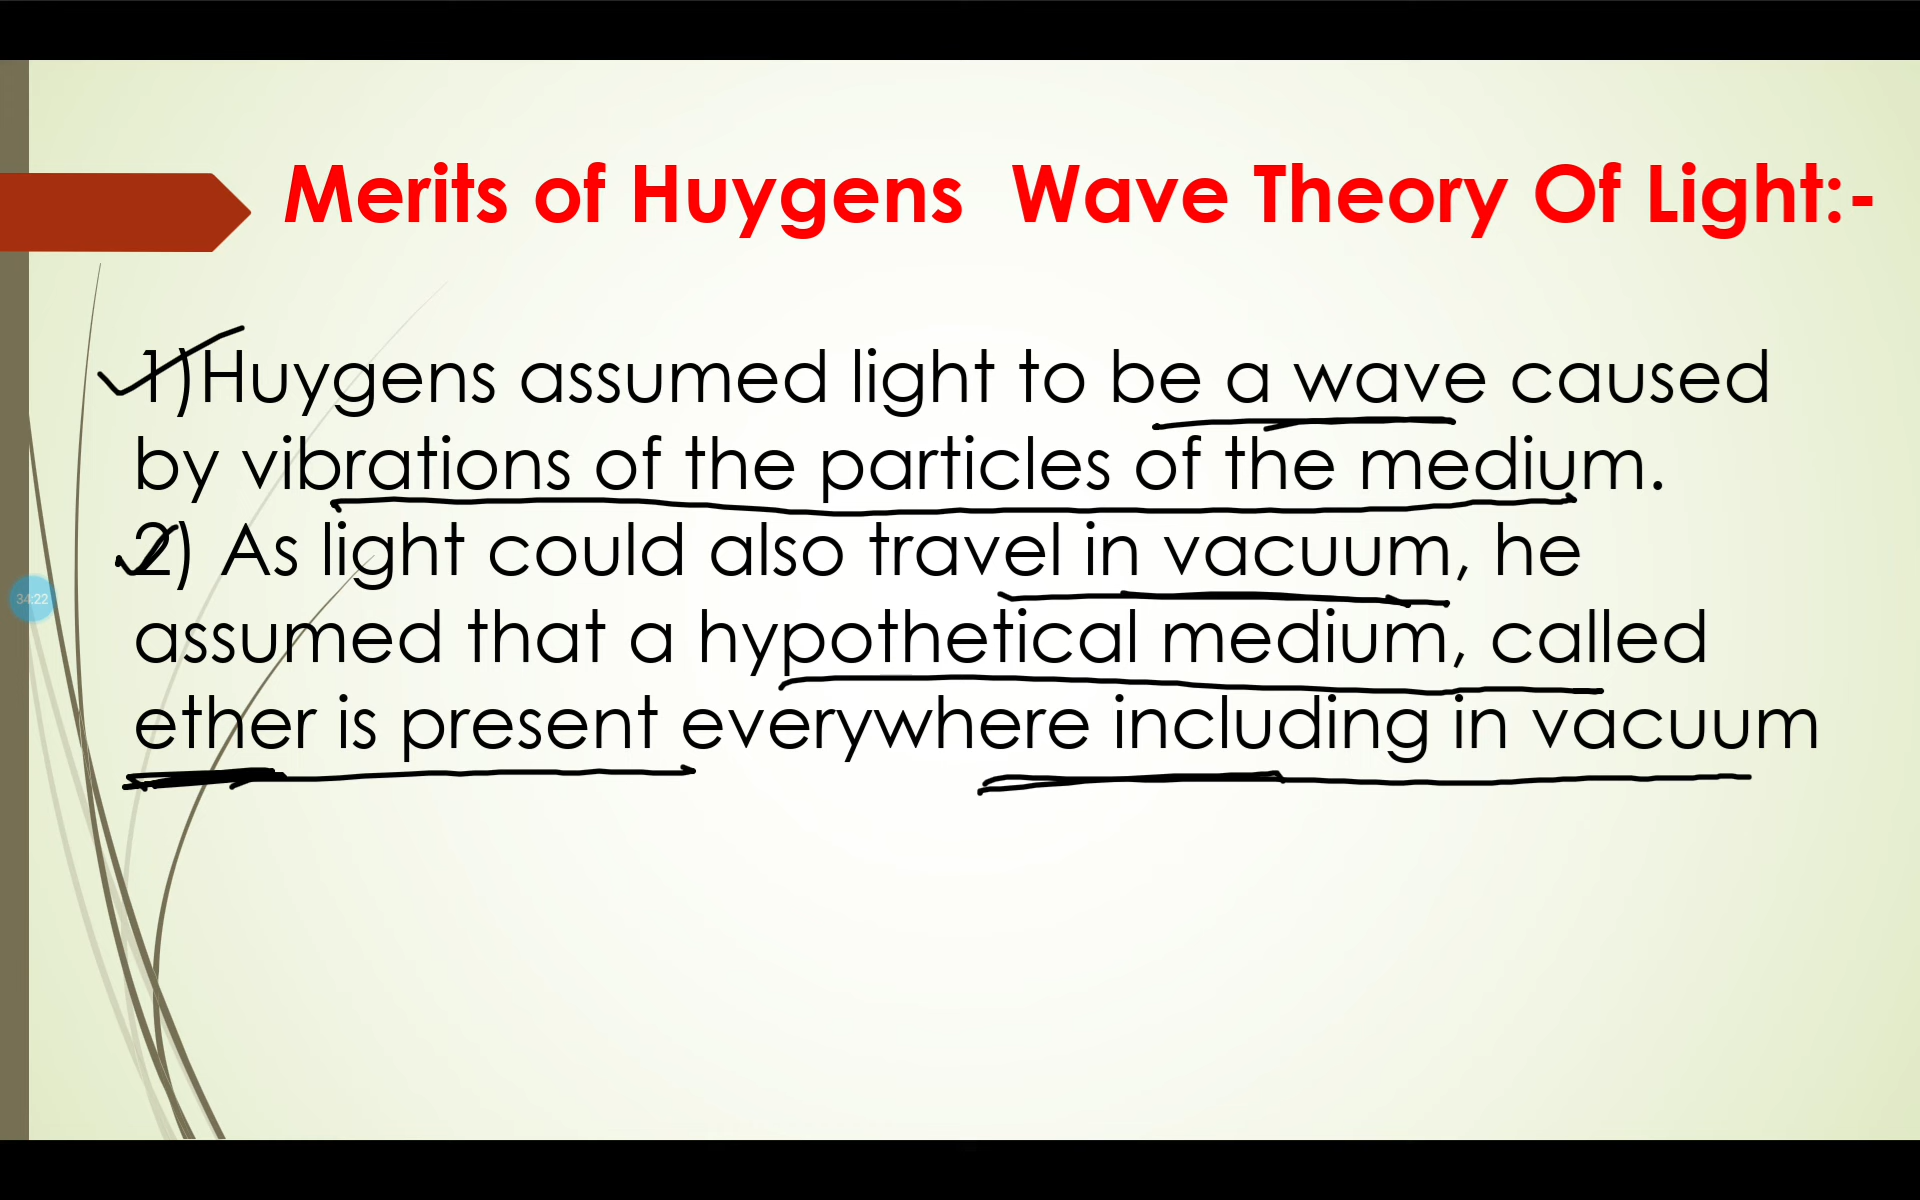 Merits of Huygens Wave Theory Of Light:-
1)Huygens assumed light to be a wave caused
by vibrations of the particles of the medium.
2) As light could also travel in vacuum, he
assumed that a hypothetical medium, called
ether is present everywhere including in vacuum
34:22